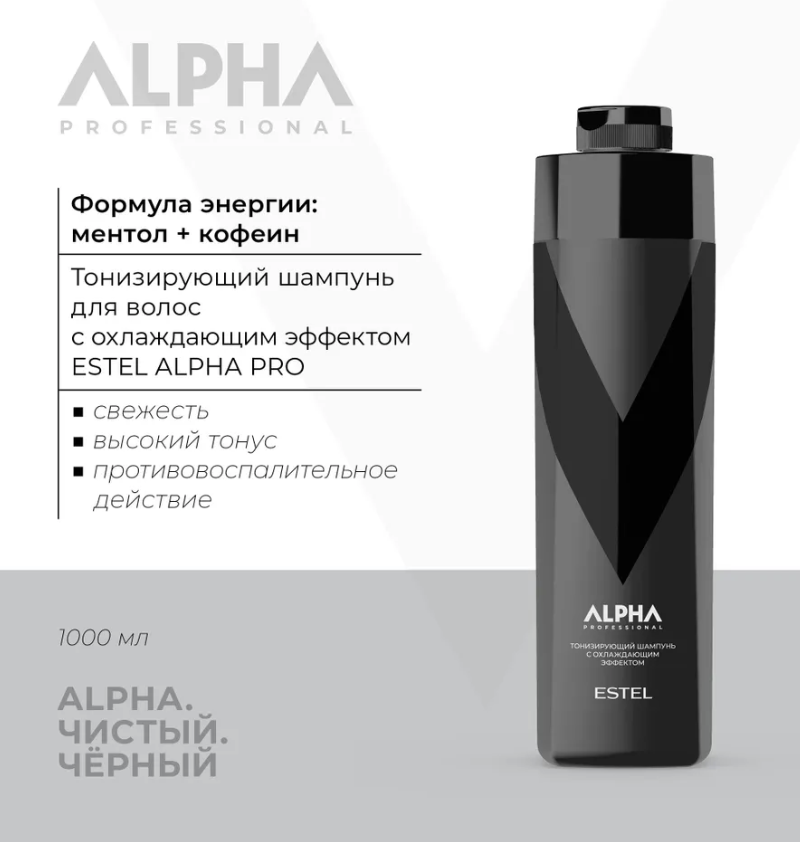 ALPHA
PROFESSIONAL
Формула энергии:
ментол + кофеин
Тонизирующий шампунь
для волос
с охлаждающим эффектом
ESTEL ALPHA PRO
свежесть
высокий тонус
противовоспалительное
действие
1000 мл
ALPHA.
ЧИСТЫЙ.
ЧЁРНЫЙ
ALPHA
PROFESSIONAL
ТОНИЗИРУЮЩИЙ ШАМПУНЬ
С ОХЛАЖДАЮЩИМ
ЭФФЕКТОМ
ESTEL